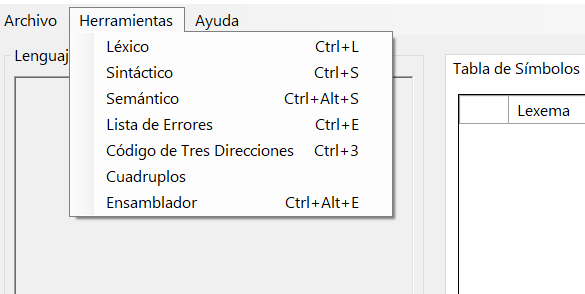 Archivo Herramientas Ayuda
Léxico Ctrl+L
Sintáctico Ctrl+S
Semántico Ctrl+Alt+S
Lista de Errores Ctrl+E
Código de Tres Direcciones Ctrl+3
Cuadruplos
Ensamblador Ctrl+Alt+E
Lenguaj
Tabla de Símbolos
Lexema